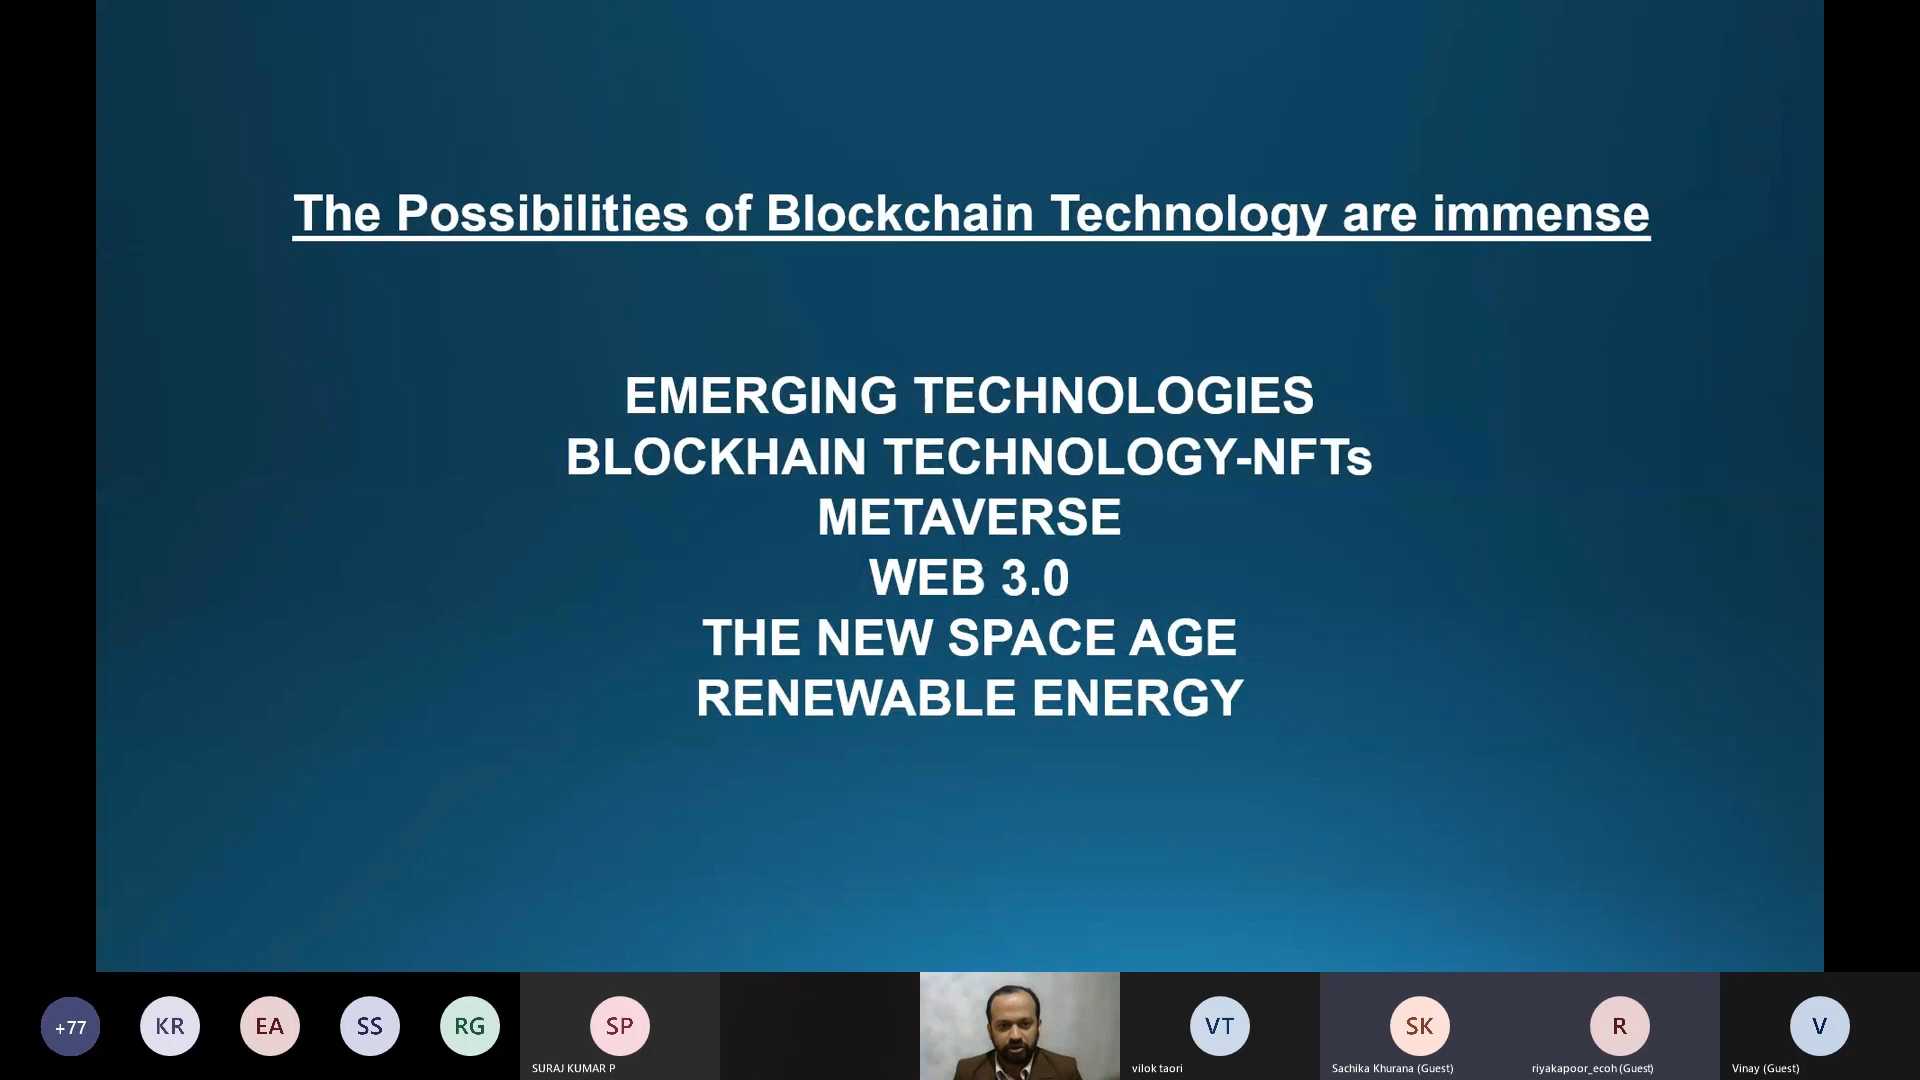 The Possibilities of Blockchain Technology are immense
EMERGING TECHNOLOGIES
BLOCKHAIN TECHNOLOGY-NFTs
METAVERSE
WEB 3.0
THE NEW SPACE AGE
RENEWABLE ENERGY
+77
KR
EA
SS
RG
SP
VT
SK
R
V
SURAJ KUMAR P
vilok taori
Sachika Khurana (Guest)
riyakapoor_ecoh (Guest)
Vinay (Guest)